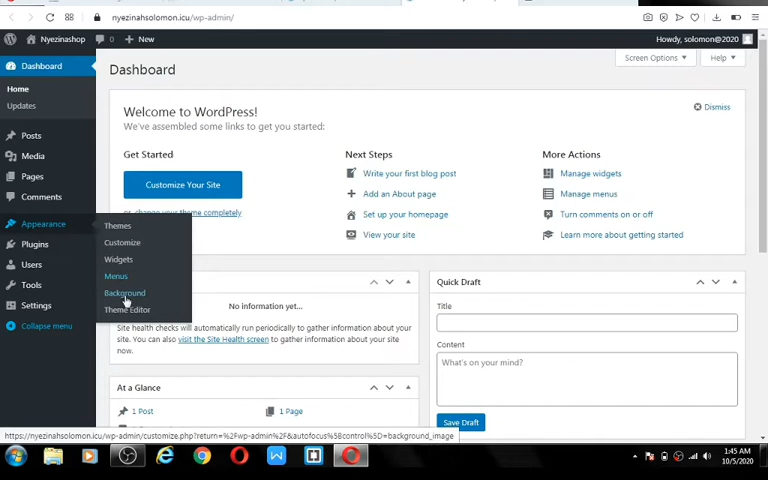 nyezinahsolomon.icu/wp-admin/
Nyezinashop
0
New
Howdy, solomon@2020
Dashboard
Home
Updates
Posts
Media
Pages
Comments
Appearance
Plugins
Users
Tools
Settings
Collapse menu
Themes
Customize
Widgets
Menus
Background
Theme Editor
Screen Options
Help
Dashboard
Welcome to WordPress!
We've assembled some links to get you started:
Dismiss
Get Started
Customize Your Site
or, change your theme completely
Next Steps
Write your first blog post
Add an About page
Set up your homepage
View your site
More Actions
Manage widgets
Manage menus
Turn comments on or off
Learn more about getting started
No information yet...
Site health checks will automatically run periodically to gather information about your
site. You can also visit the Site Health screen to gather information about your site
now.
At a Glance
1 Post
1 Page
Quick Draft
Title
Content
What's on your mind?
Save Draft
https://nyezinahsolomon.icu/wp-admin/customize.php?return=%2Fwp-admin%2F&autofocus%5Bcontrol%5D=background_image
1:45 AM
10/5/2020